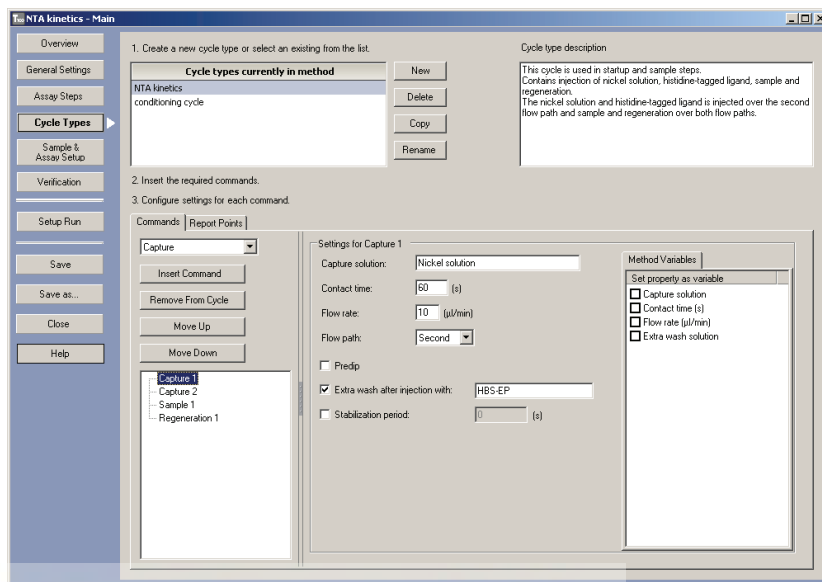 T100 NTA kinetics - Main
Overview
General Settings
Assay Steps
Cycle Types
Sample &
Assay Setup
Verification
Setup Run
Save
Save as...
Close
Help
1. Create a new cycle type or select an existing from the list.
Cycle types currently in method
NTA kinetics
conditioning cycle
New
Delete
Copy
Rename
Cycle type description
This cycle is used in startup and sample steps.
Contains injection of nickel solution, histidine-tagged ligand, sample and
regeneration.
The nickel solution and histidine-tagged ligand is injected over the second
flow path and sample and regeneration over both flow paths.
2. Insert the required commands.
3. Configure settings for each command.
Commands
Report Points
Capture
Insert Command
Remove From Cycle
Move Up
Move Down
Capture 1
Capture 2
Sample 1
Regeneration 1
Settings for Capture 1
Capture solution: Nickel solution
Contact time: 60 (s)
Flow rate: 10 (µl/min)
Flow path: Second
Predip
Extra wash after injection with: HBS-EP
Stabilization period: 0 (s)
Method Variables
Set property as variable
Capture solution
Contact time (s)
Flow rate (µl/min)
Extra wash solution